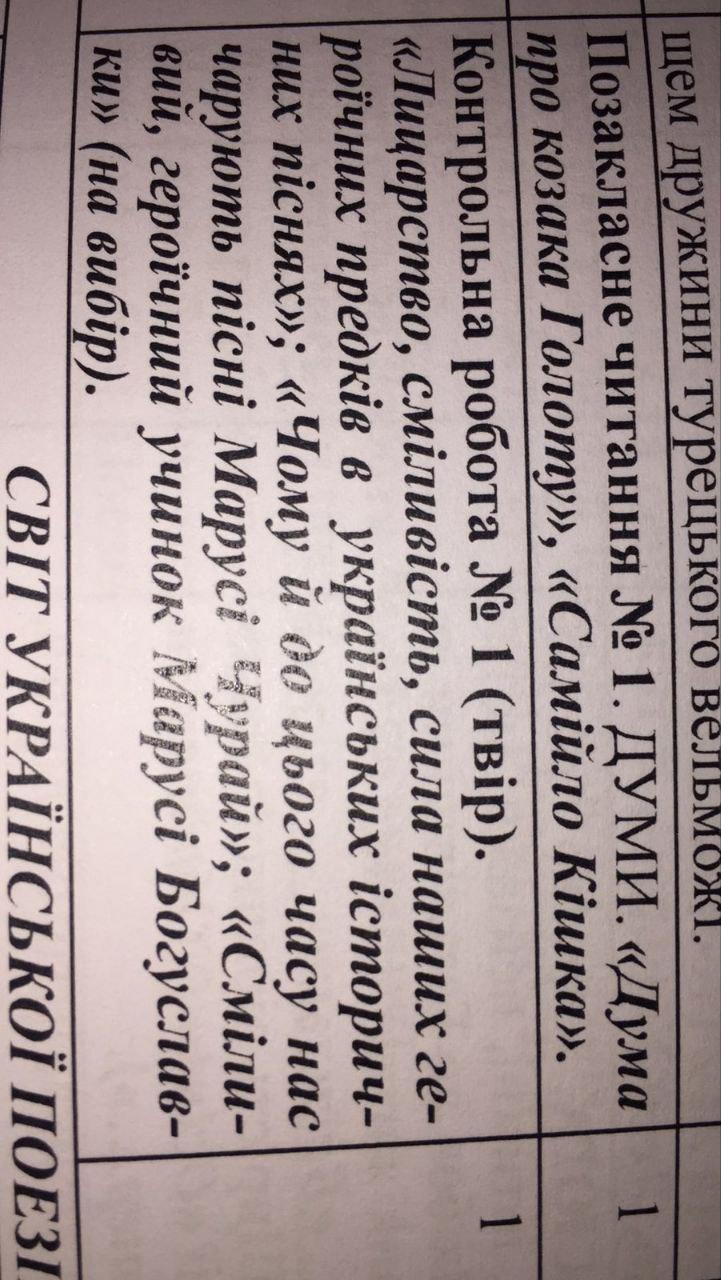 щем дружини турецького вельможі.
Позакласне читання № 1. ДУМИ. «Дума
про козака Голоту», «Самійло Кішка».
1
Контрольна робота № 1 (твір).
«Лицарство, сміливість, сила наших ге-
роїчних предків в українських історич-
них піснях»; «Чому й до цього часу нас
чарують пісні Марусі Чурай»; «Сміли-
вий, героїчний учинок Марусі Богуслав-
ки» (на вибір).
1
СВІТ УКРАЇНСЬКОЇ ПОЕЗІ